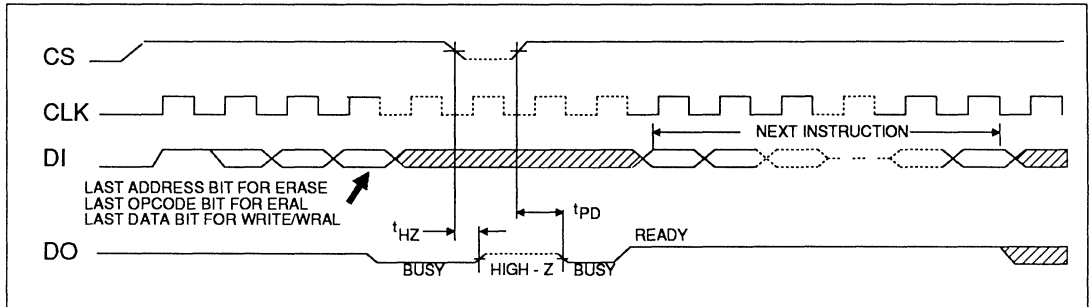 CS
CLK
NEXT INSTRUCTION
DI
LAST ADDRESS BIT FOR ERASE
LAST OPCODE BIT FOR ERAL
LAST DATA BIT FOR WRITE/WRAL
tHZ
tPD
READY
DO
BUSY
HIGH - Z
BUSY